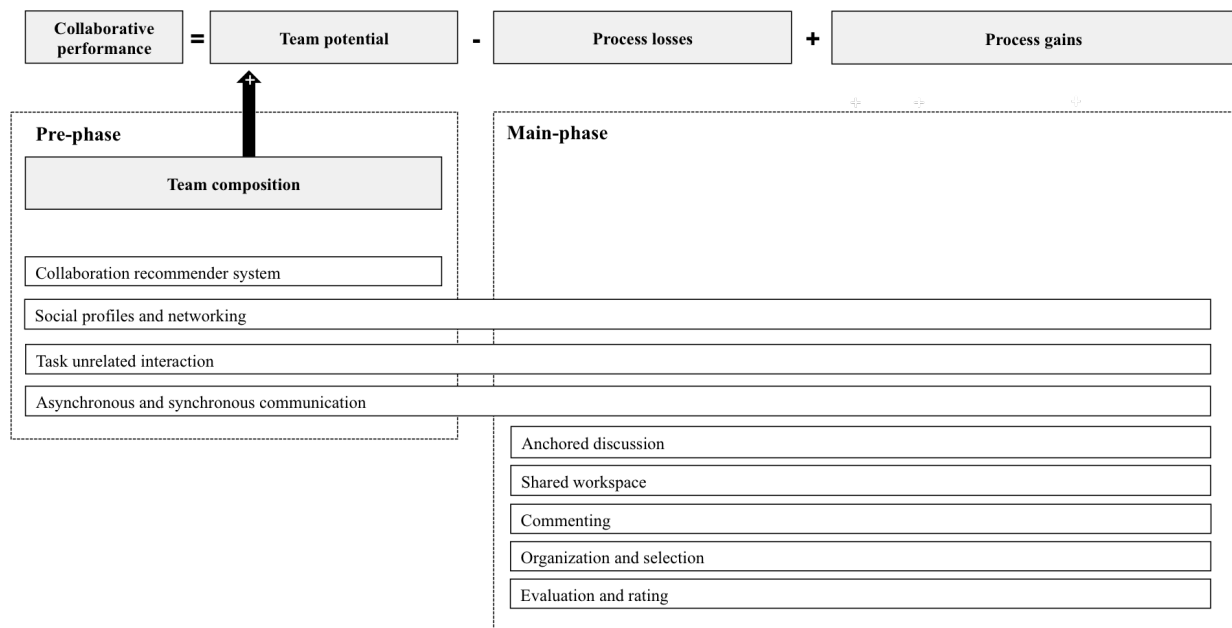 Collaborative
performance
=
Team potential
-
Process losses
+
Process gains
+
Pre-phase
Main-phase
Team composition
Collaboration recommender system
Social profiles and networking
Task unrelated interaction
Asynchronous and synchronous communication
Anchored discussion
Shared workspace
Commenting
Organization and selection
Evaluation and rating